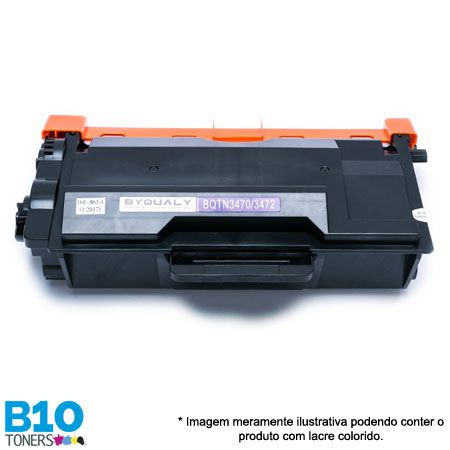 BYQUALY
BQTN3470/3472
B10
TONERS
* Imagem meramente ilustrativa podendo conter o
produto com lacre colorido.